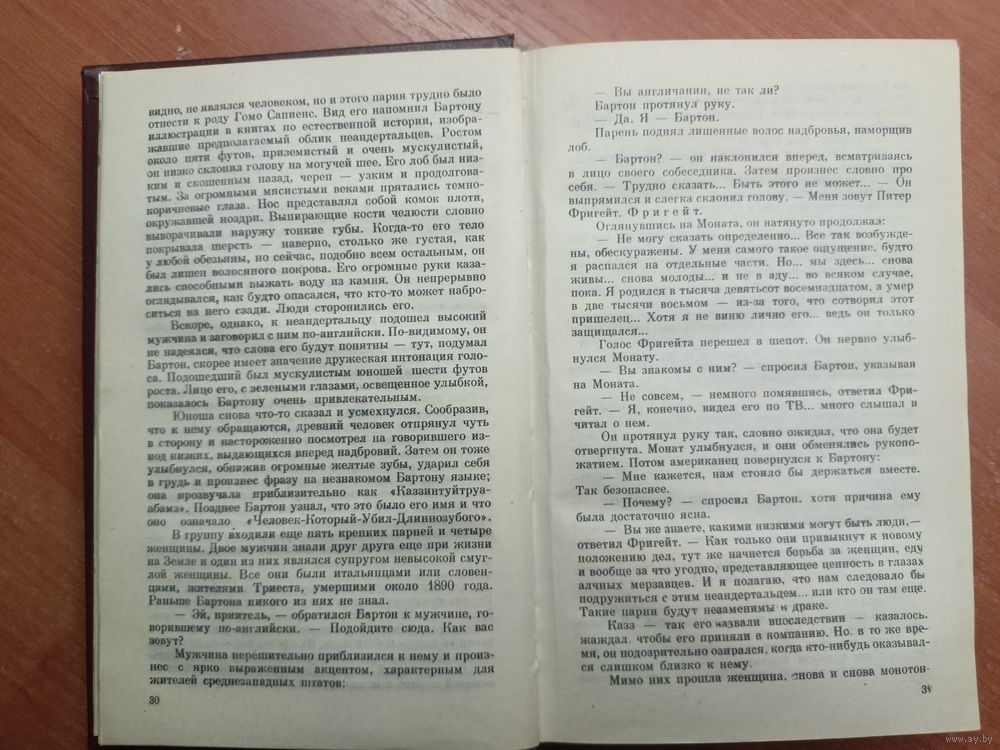 видно, не являлся человеком, но и этого парня трудно было
отнести к роду Гомо Сапиенс. Вид его напомнил Бартону
иллюстрации в книгах по естественной истории, изобра-
жавшие предполагаемый облик неандертальцев. Ростом
около пяти футов, приземистый и очень мускулистый,
он низко склонил голову на могучей шее. Его лоб был низ-
ким и скошенным назад, череп — узким и продолгова-
тым. За огромными мясистыми веками прятались темно-
коричневые глаза. Нос представлял собой комок плоти,
окружавшей ноздри. Выпирающие кости челюсти словно
выворачивали наружу тонкие губы. Когда-то его тело
покрывала шерсть — наверно, столько же густая, как
у любой обезьяны, но сейчас, подобно всем остальным, он
был лишен волосяного покрова. Его огромные руки каза-
лись способными выжать воду из камня. Он непрерывно
оглядывался, как будто опасался, что кто-то может набро-
ситься на него сзади. Люди сторонились его.
Вскоре, однако, к неандертальцу подошел высокий
мужчина и заговорил с ним по-английски. По-видимому, он
не надеялся, что слова его будут понятны — тут, подумал
Бартон, скорее имеет значение дружеская интонация голо-
са. Подошедший был мускулистым юношей шести футов
роста. Лицо его, с зелеными глазами, освещенное улыбкой,
показалось Бартону очень привлекательным.
Юноша снова что-то сказал и усмехнулся. Сообразив,
что к нему обращаются, древний человек отпрянул чуть
в сторону и настороженно посмотрел на говорившего из-
под низких, выдающихся вперед надбровий. Затем он тоже
улыбнулся, обнажив огромные желтые зубы, ударил себя
в грудь и произнес фразу на незнакомом Бартону языке;
она прозвучала приблизительно как «Каззинтуйтруа-
абамз». Позднее Бартон узнал, что это было его имя и что
оно означало «Человек-Который-Убил-Длиннозубого».
В группу входили еще пять крепких парней и четыре
женщины. Двое мужчин знали друг друга еще при жизни
на Земле и один из них являлся супругом невысокой смуг-
лой женщины. Все они были итальянцами или словен-
цами, жителями Триеста, умершими около 1890 года.
Раньше Бартона никого из них не знал.
— Эй, приятель, — обратился Бартон к мужчине, го-
ворившему по-английски. — Подойдите сюда. Как вас
зовут?
Мужчина нерешительно приблизился к нему и произ-
нес с ярко выраженным акцентом, характерным для
жителей среднезападных штатов:
30
— Вы англичанин, не так ли?
Бартон протянул руку.
— Да. Я — Бартон.
Парень поднял лишенные волос надбровья, наморщив
лоб.
— Бартон? — он наклонился вперед, всматриваясь
в лицо своего собеседника. Затем произнес словно про
себя. — Трудно сказать... Быть этого не может... — Он
выпрямился и слегка склонил голову. — Меня зовут Питер
Фригейт. Фригейт.
Оглянувшись на Моната, он натянуто продолжал:
— Не могу сказать определенно... Все так возбужде-
ны, обескуражены. У меня самого такое ощущение, будто
я распался на отдельные части. Но... мы здесь... снова
живы... снова молоды... и не в аду... во всяком случае,
пока. Я родился в тысяча девятьсот восемнадцатом, а умер
в две тысячи восьмом — из-за того, что сотворил этот
пришелец... Хотя я не виню лично его... ведь он только
защищался...
Голос Фригейта перешел в шепот. Он нервно улыб-
нулся Монату.
— Вы знакомы с ним? — спросил Бартон, указывая
на Моната.
— Не совсем, — немного помявшись, ответил Фри-
гейт. — Я, конечно, видел его по ТВ... много слышал и
читал о нем.
Он протянул руку так, словно ожидал, что она будет
отвергнута. Монат улыбнулся, и они обменялись рукопо-
жатием. Потом американец повернулся к Бартону:
— Мне кажется, нам стоило бы держаться вместе.
Так безопаснее.
— Почему? — спросил Бартон. хотя причина ему
была достаточно ясна.
— Вы же знаете, какими низкими могут быть люди,—
ответил Фригейт. — Как только они привыкнут к новому
положению дел, тут же начнется борьба за женщин, еду
и вообще за что угодно, представляющее ценность в глазах
алчных мерзавцев. И я полагаю, что нам следовало бы
подружиться с этим неандертальцем... или кто он там еще.
Такие парни будут незаменимы в драке.
Казз — так его назвали впоследствии — казалось,
жаждал, чтобы его приняли в компанию. Но, в то же вре-
мя, он подозрительно озирался, когда кто-нибудь оказывал-
ся слишком близко к нему.
Мимо них прошла женщина, снова и снова монотон-
31
www.ay.by